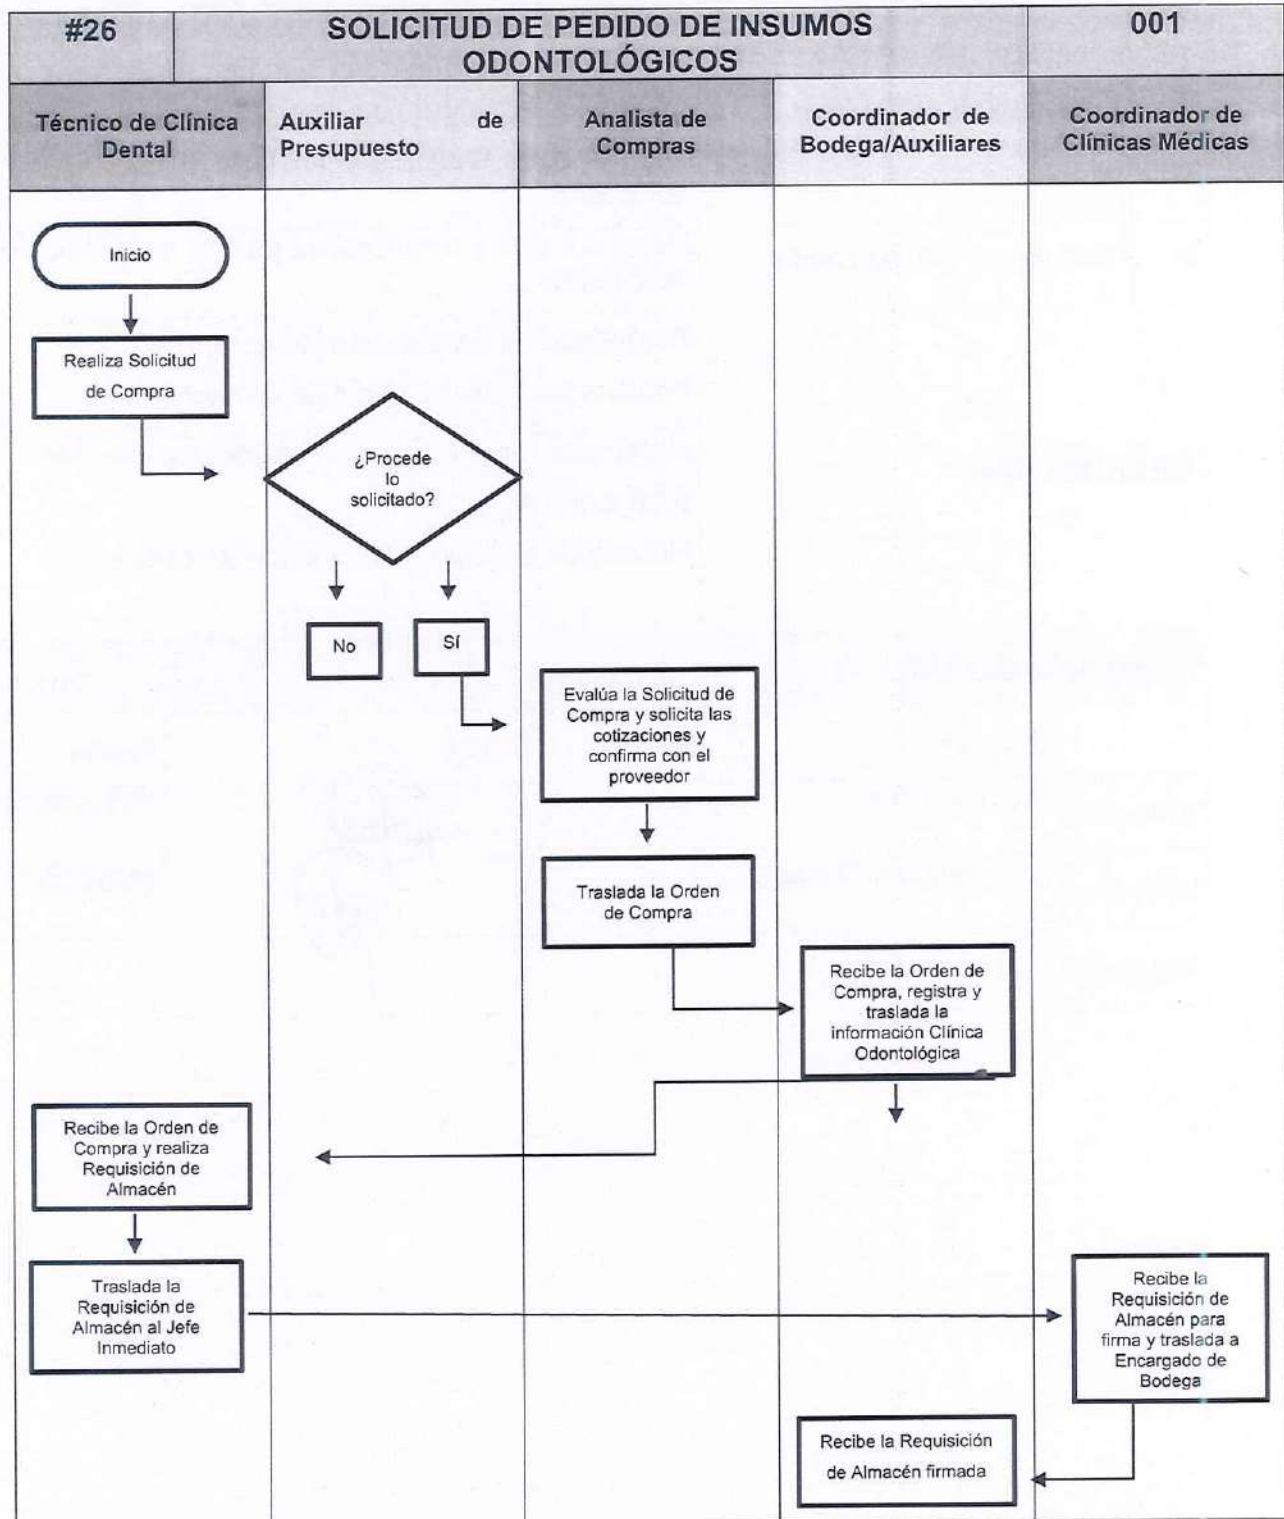 #26
SOLICITUD DE PEDIDO DE INSUMOS
ODONTOLÓGICOS
001
Técnico de Clínica
Dental
Auxiliar de
Presupuesto
Analista de
Compras
Coordinador de
Bodega/Auxiliares
Coordinador de
Clínicas Médicas
Inicio
Realiza Solicitud
de Compra
¿Procede
lo
solicitado?
No
Sí
Evalúa la Solicitud de
Compra y solicita las
cotizaciones y
confirma con el
proveedor
Traslada la Orden
de Compra
Recibe la Orden de
Compra, registra y
traslada la
información Clínica
Odontológica
Recibe la Orden de
Compra y realiza
Requisición de
Almacén
Traslada la
Requisición de
Almacén al Jefe
Inmediato
Recibe la
Requisición de
Almacén para
firma y traslada a
Encargado de
Bodega
Recibe la Requisición
de Almacén firmada